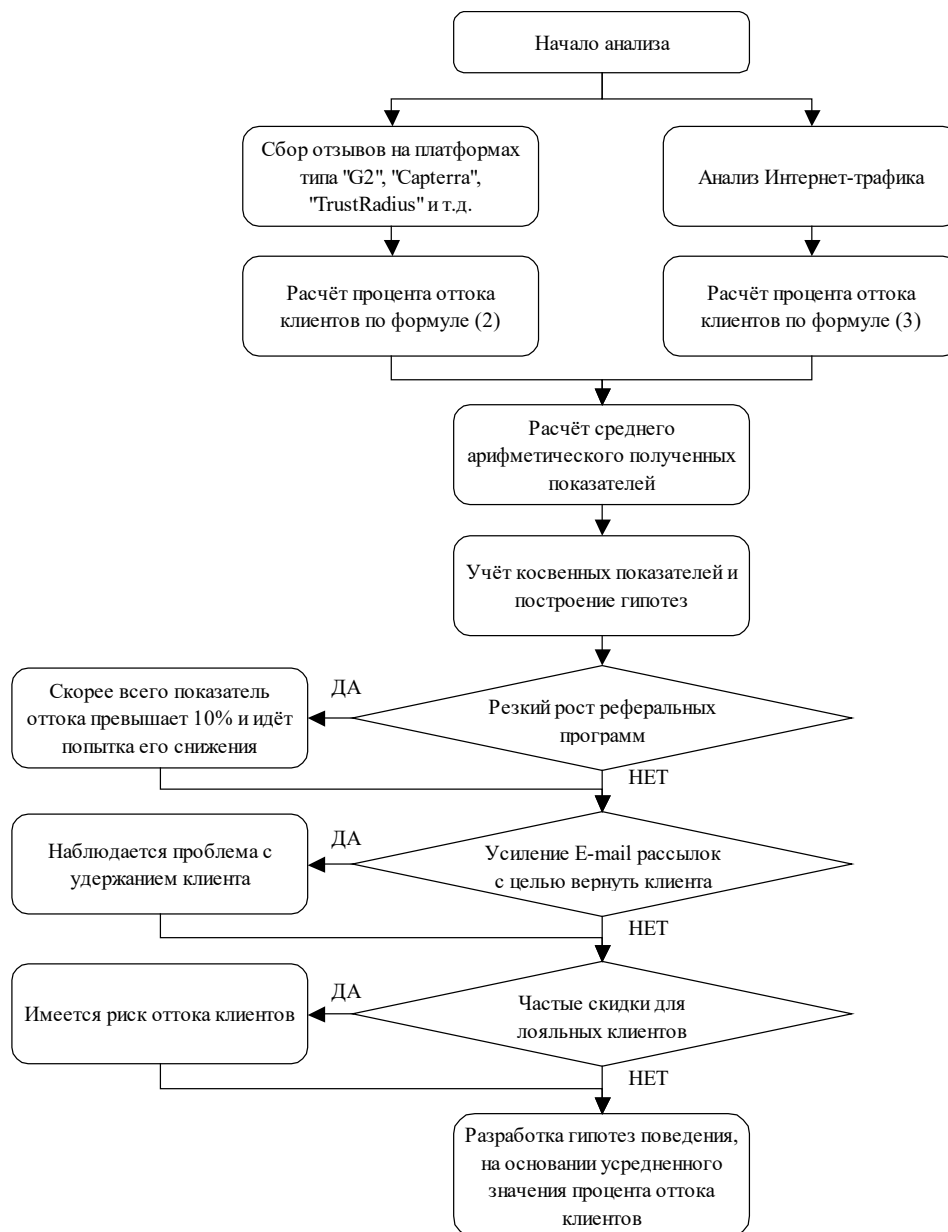 Начало анализа
Сбор отзывов на платформах
типа "G2", "Capterra",
"TrustRadius" и т.д.
Анализ Интернет-трафика
Расчёт процента оттока
клиентов по формуле (2)
Расчёт процента оттока
клиентов по формуле (3)
Расчёт среднего
арифметического полученных
показателей
Учёт косвенных показателей и
построение гипотез
Резкий рост реферальных
программ
ДА
Скорее всего показатель
оттока превышает 10% и идёт
попытка его снижения
НЕТ
Усиление E-mail рассылок
с целью вернуть клиента
ДА
Наблюдается проблема с
удержанием клиента
НЕТ
Частые скидки для
лояльных клиентов
ДА
Имеется риск оттока клиентов
НЕТ
Разработка гипотез поведения,
на основании усредненного
значения процента оттока
клиентов